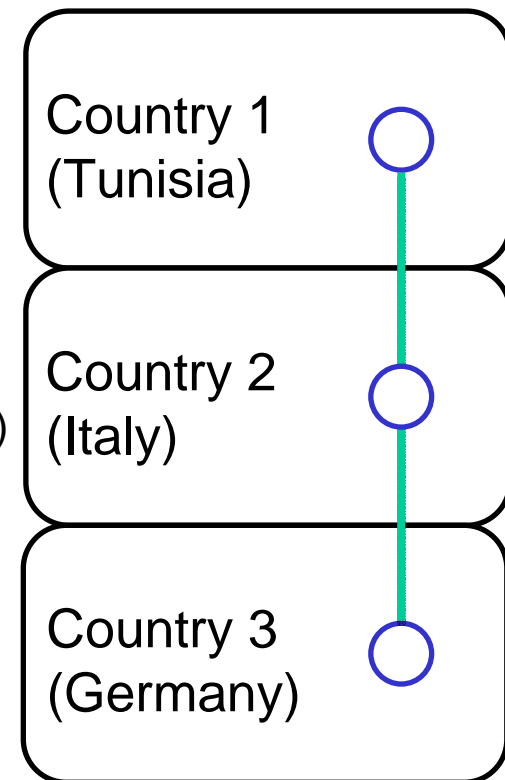 Country 1
(Tunisia)
Country 2
)
(Italy)
Country 3
(Germany)